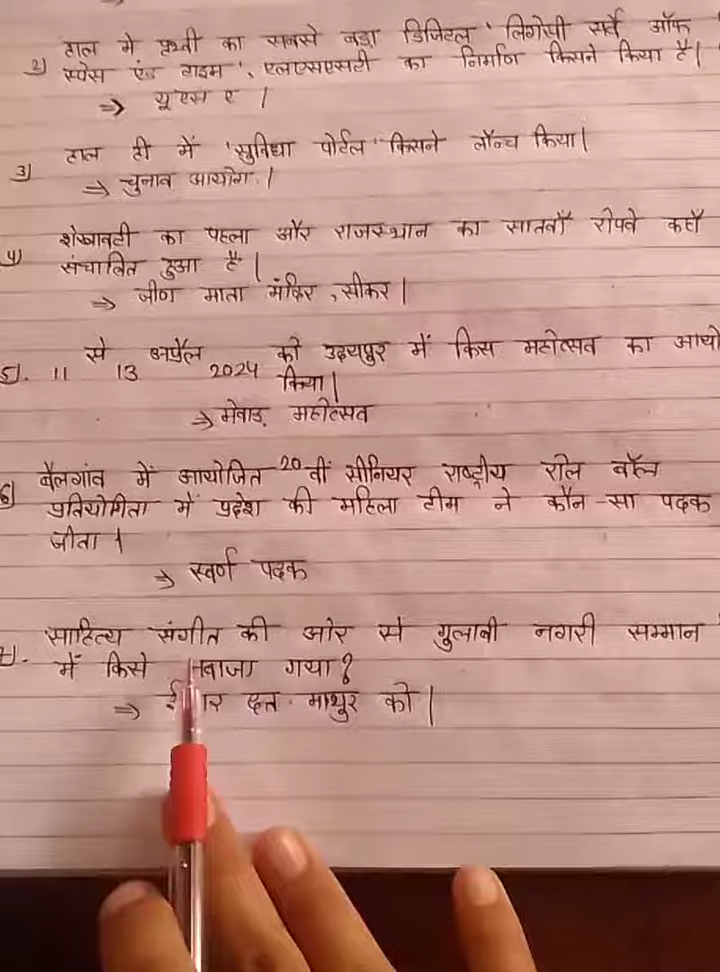 2) हाल में पृथ्वी का सबसे बड़ा डिजिटल 'लिगेसी सर्वे ऑफ
स्पेस एंड टाइम', एलएसएसटी का निर्माण किसने किया है|
⇒ यूएस ए |
3) हाल ही में 'सुविधा पोर्टल' किसने लॉन्च किया|
⇒ चुनाव आयोग |
4) शेखावटी का पहला और राजस्थान का सातवाँ रोपवे कहाँ
संचालित हुआ है |
⇒ जीण माता मंदिर, सीकर |
5). 11 से 13 अप्रैल 2024 को उदयपुर में किस महोत्सव का आयो
किया|
⇒ मेवाड़ महोत्सव
6) बैलगांव में आयोजित 20 वीं सीनियर राष्ट्रीय रोल बॉल
प्रतियोगिता में प्रदेश की महिला टीम ने कौन-सा पदक
जीता |
⇒ स्वर्ण पदक
7. साहित्य संगीत की ओर से गुलाबी नगरी सम्मान
में किसे नवाजा गया?
⇒ दत्त माथुर को |